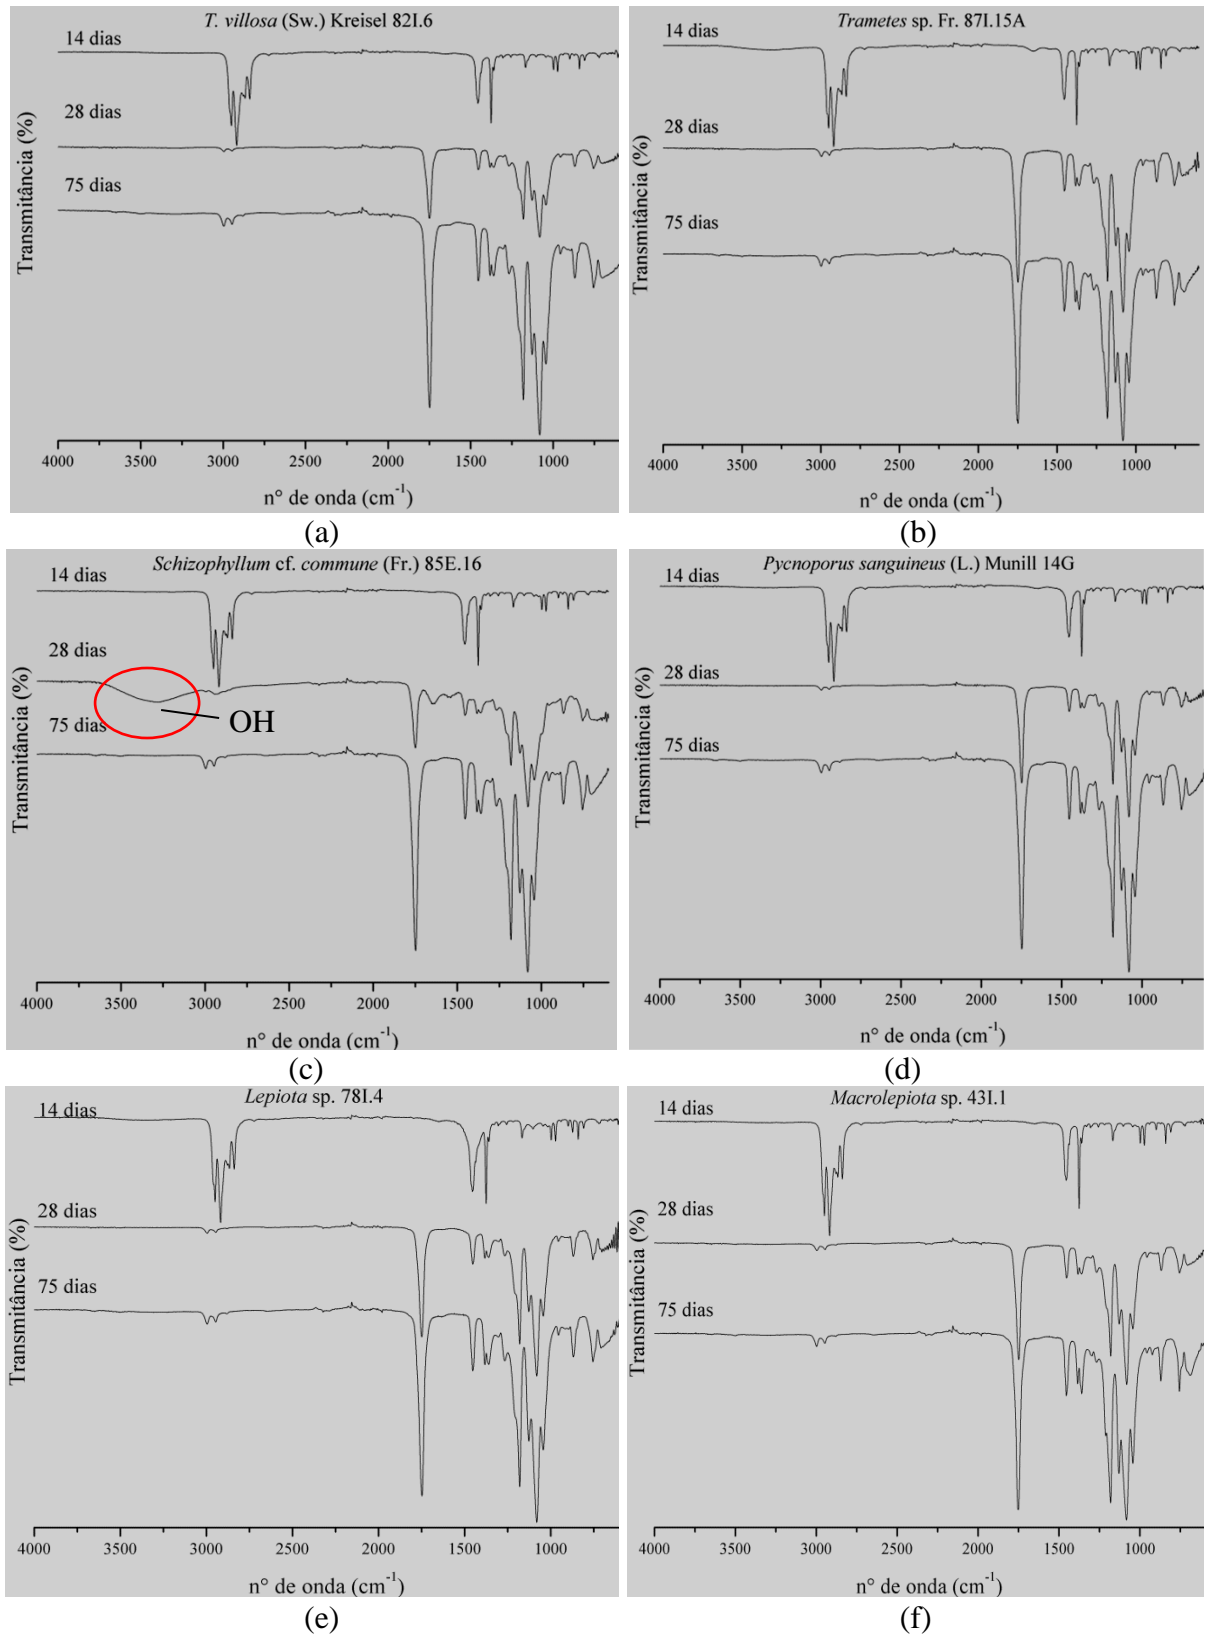 T. villosa (Sw.) Kreisel 82I.6
14 dias
28 dias
75 dias
Transmitância (%)
4000 3500 3000 2500 2000 1500 1000
n° de onda (cm⁻¹)
(a)
Trametes sp. Fr. 87I.15A
14 dias
28 dias
75 dias
Transmitância (%)
4000 3500 3000 2500 2000 1500 1000
n° de onda (cm⁻¹)
(b)
Schizophyllum cf. commune (Fr.) 85E.16
14 dias
28 dias
OH
75 dias
Transmitância (%)
4000 3500 3000 2500 2000 1500 1000
n° de onda (cm⁻¹)
(c)
Pycnoporus sanguineus (L.) Munill 14G
14 dias
28 dias
75 dias
Transmitância (%)
4000 3500 3000 2500 2000 1500 1000
n° de onda (cm⁻¹)
(d)
Lepiota sp. 78I.4
14 dias
28 dias
75 dias
Transmitância (%)
4000 3500 3000 2500 2000 1500 1000
n° de onda (cm⁻¹)
(e)
Macrolepiota sp. 43I.1
14 dias
28 dias
75 dias
Transmitância (%)
4000 3500 3000 2500 2000 1500 1000
n° de onda (cm⁻¹)
(f)